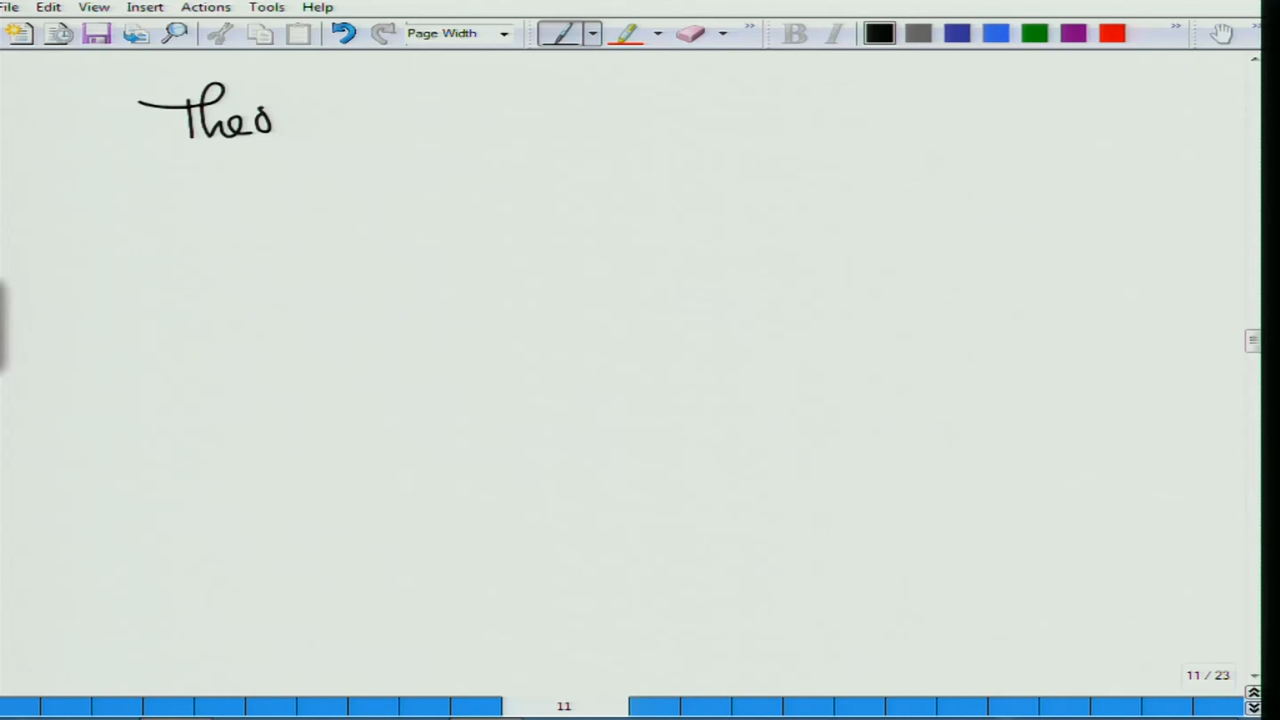 File Edit View Insert Actions Tools Help
Page Width B I
Theo
11 / 23
11